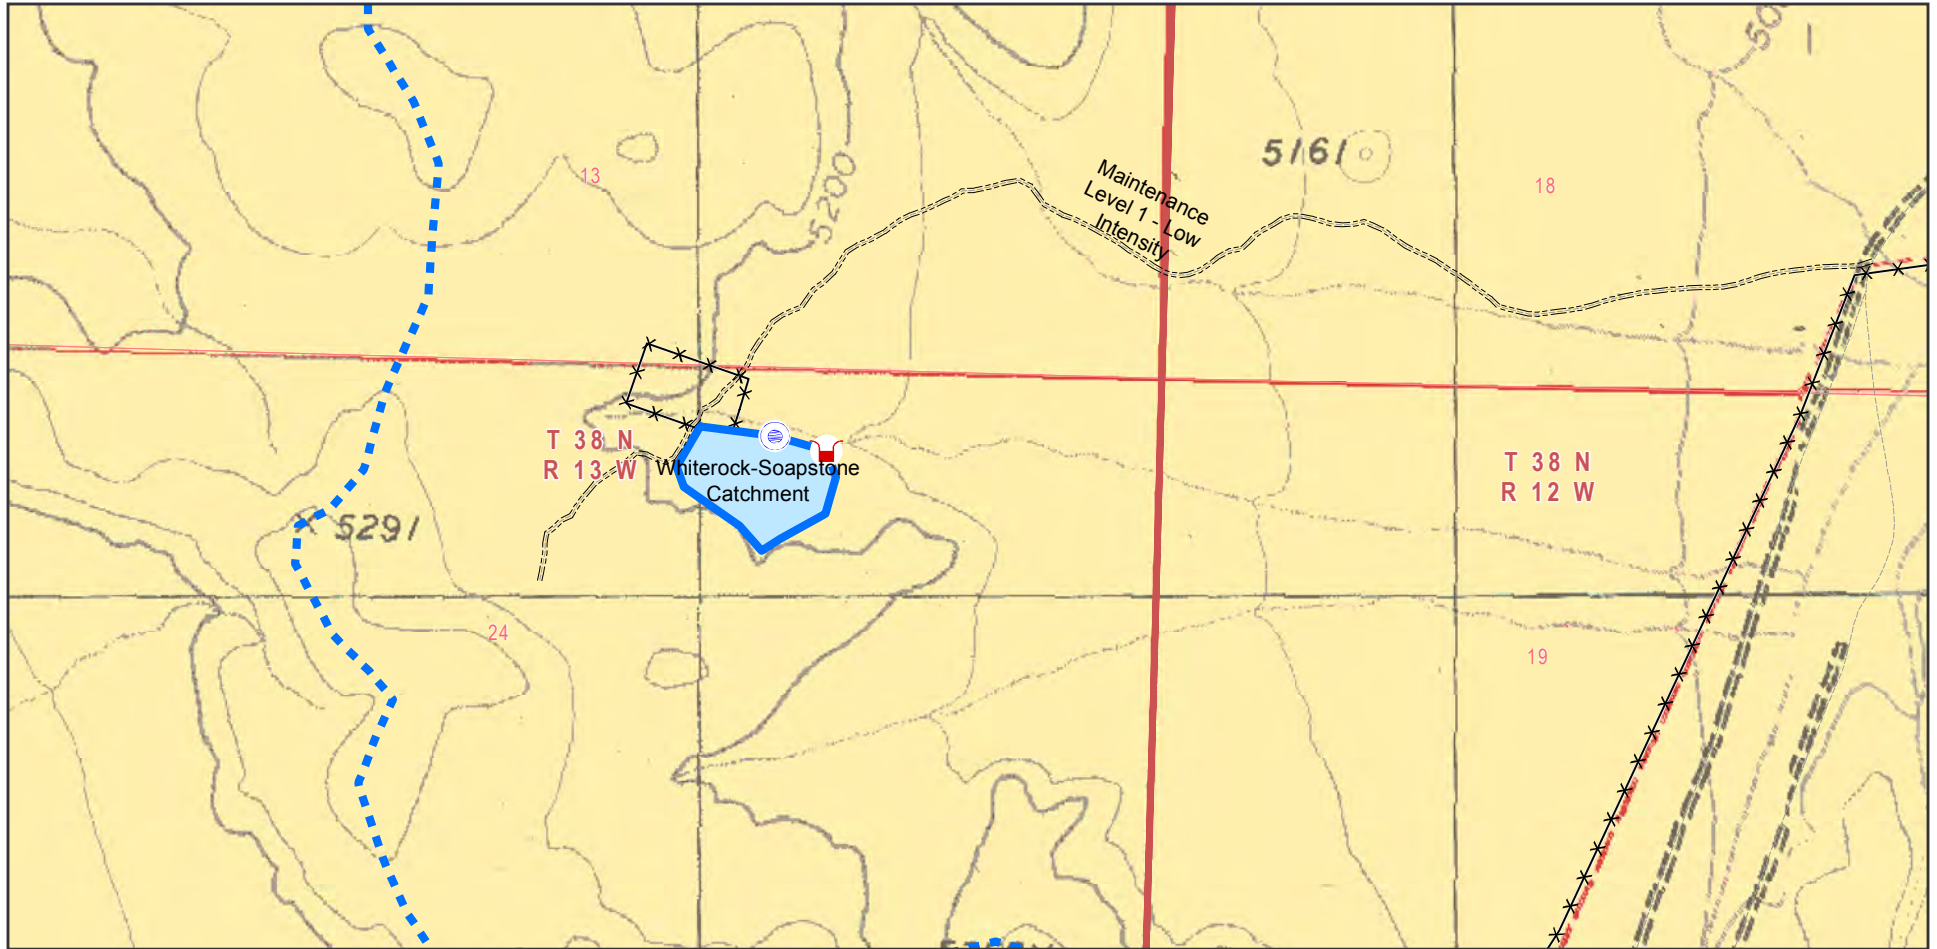 5161
13
18
Maintenance
Level 1 - Low
Intensity
5200
T 38 N
R 13 W
Whiterock-Soapstone
Catchment
T 38 N
R 12 W
5291
24
19